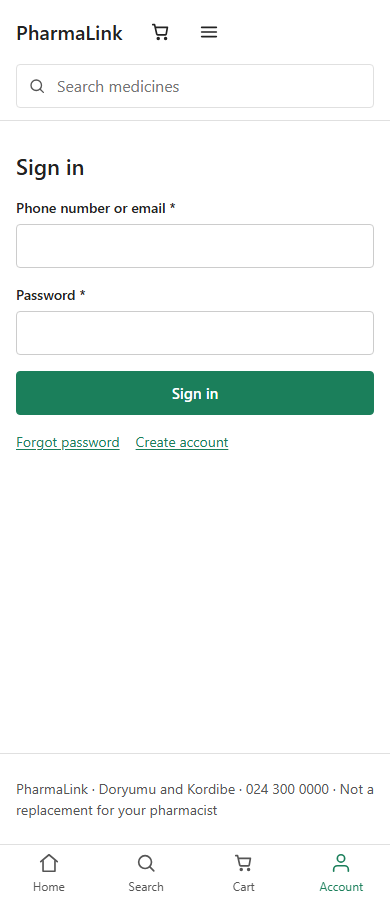 PharmaLink
Search medicines
Sign in
Phone number or email *
Password *
Sign in
Forgot password Create account
PharmaLink · Doryumu and Kordibe · 024 300 0000 · Not a
replacement for your pharmacist
Home Search Cart Account